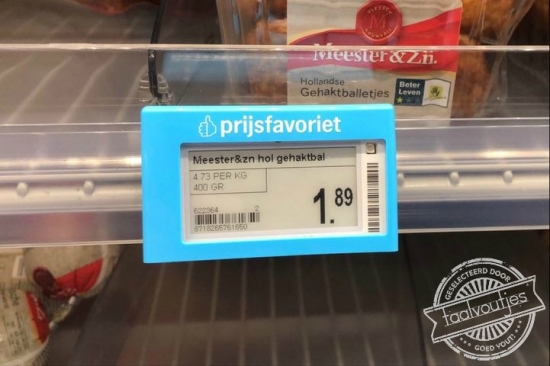 Meester&Zn.
Hollandse
Gehaktballetjes
Beter
Leven
prijsfavoriet
Meester&zn hol gehaktbal
4.73 PER KG
400 GR
1.89
622364 2
8718265761650
GESELECTEERD DOOR
taalvoutjes
GOED VOUT!